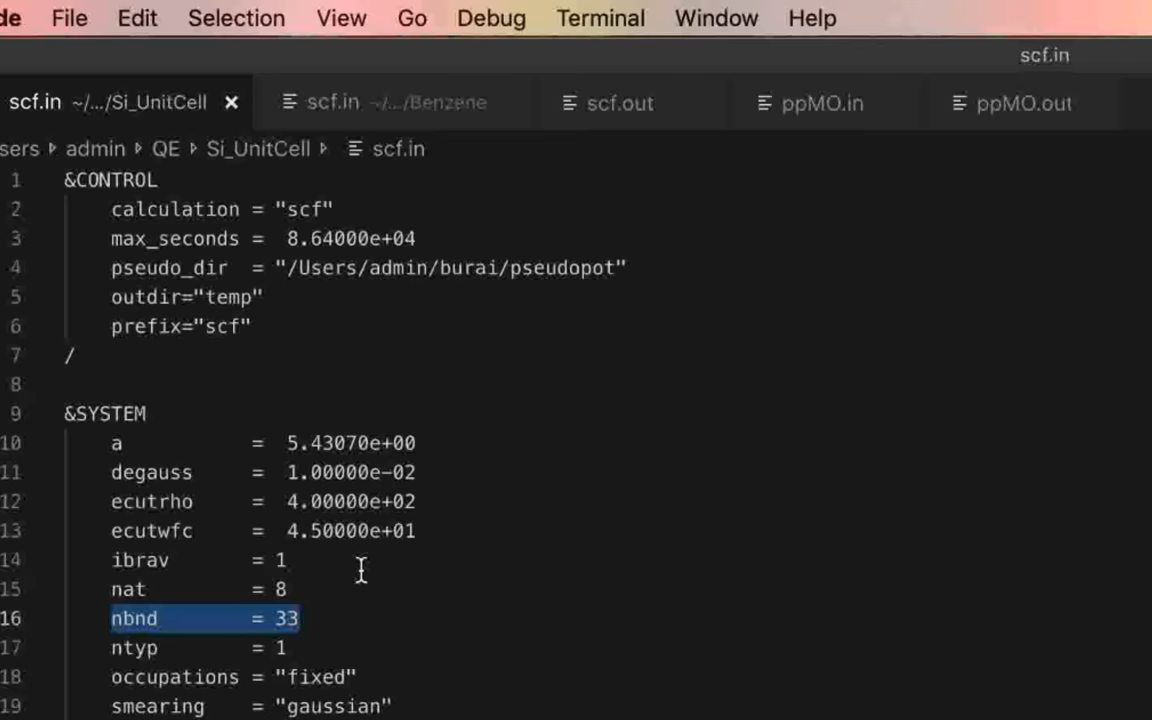 de File Edit Selection View Go Debug Terminal Window Help
scf.in
scf.in ~/.../Si_UnitCell × scf.in ~/.../Benzene scf.out ppMO.in ppMO.out
sers admin QE Si_UnitCell scf.in
1 &CONTROL
2 calculation = "scf"
3 max_seconds = 8.64000e+04
4 pseudo_dir = "/Users/admin/burai/pseudopot"
5 outdir="temp"
6 prefix="scf"
7 /
8
9 &SYSTEM
10 a = 5.43070e+00
11 degauss = 1.00000e-02
12 ecutrho = 4.00000e+02
13 ecutwfc = 4.50000e+01
14 ibrav = 1
15 nat = 8
16 nbnd = 33
17 ntyp = 1
18 occupations = "fixed"
19 smearing = "gaussian"